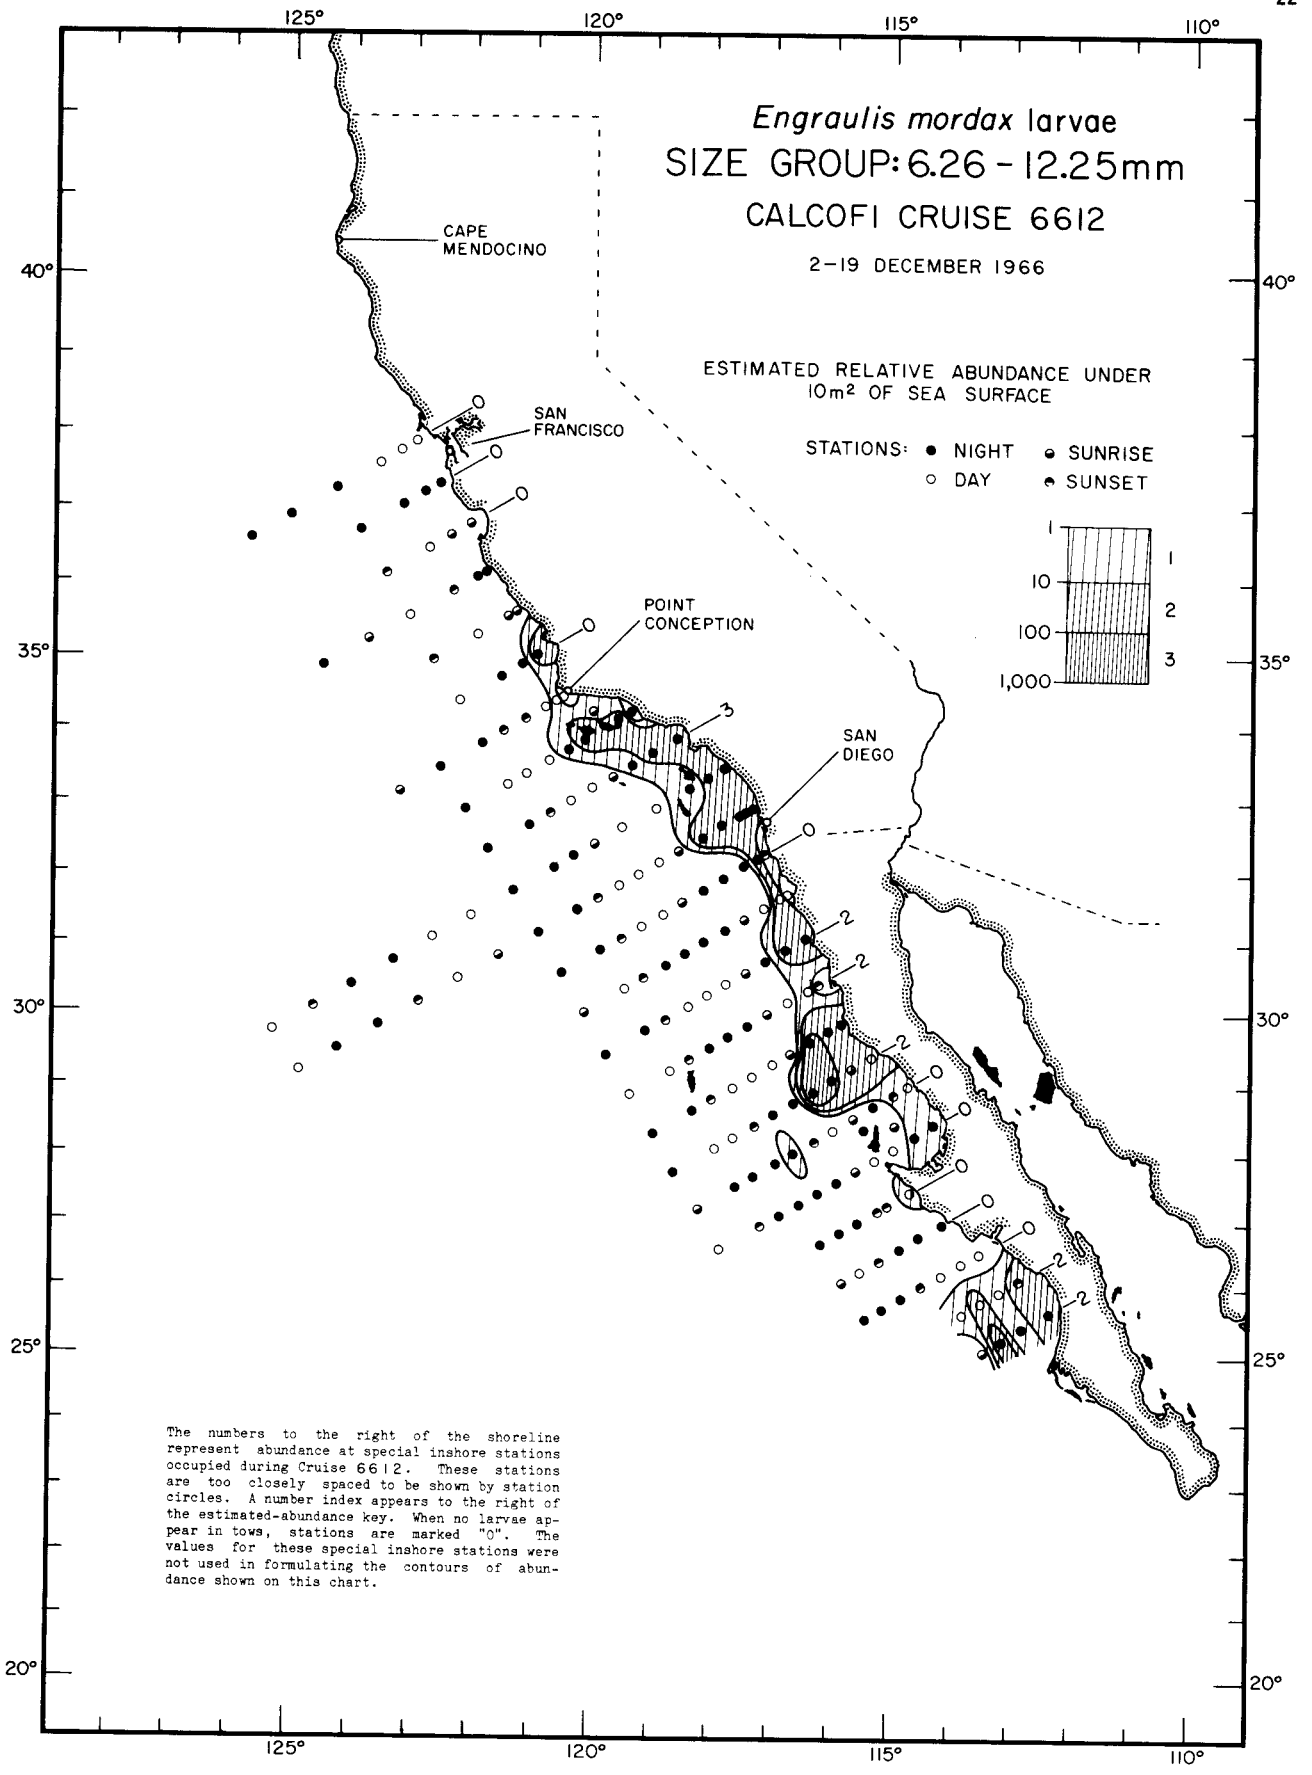 22
125° 120° 115° 110°
Engraulis mordax larvae
SIZE GROUP: 6.26 - 12.25mm
CALCOFI CRUISE 6612
2-19 DECEMBER 1966
CAPE
MENDOCINO
40° 40°
ESTIMATED RELATIVE ABUNDANCE UNDER
10m² OF SEA SURFACE
0
SAN
FRANCISCO
0
STATIONS: ● NIGHT SUNRISE
○ DAY SUNSET
0
1
1
10
2
100
3
1,000
POINT
CONCEPTION
0
35° 35°
3
SAN
DIEGO
0
2
2
30° 30°
2
0
0
0
0
0
2
2
25° 25°
The numbers to the right of the shoreline
represent abundance at special inshore stations
occupied during Cruise 6612. These stations
are too closely spaced to be shown by station
circles. A number index appears to the right of
the estimated-abundance key. When no larvae ap-
pear in tows, stations are marked "0". The
values for these special inshore stations were
not used in formulating the contours of abun-
dance shown on this chart.
20° 20°
125° 120° 115° 110°